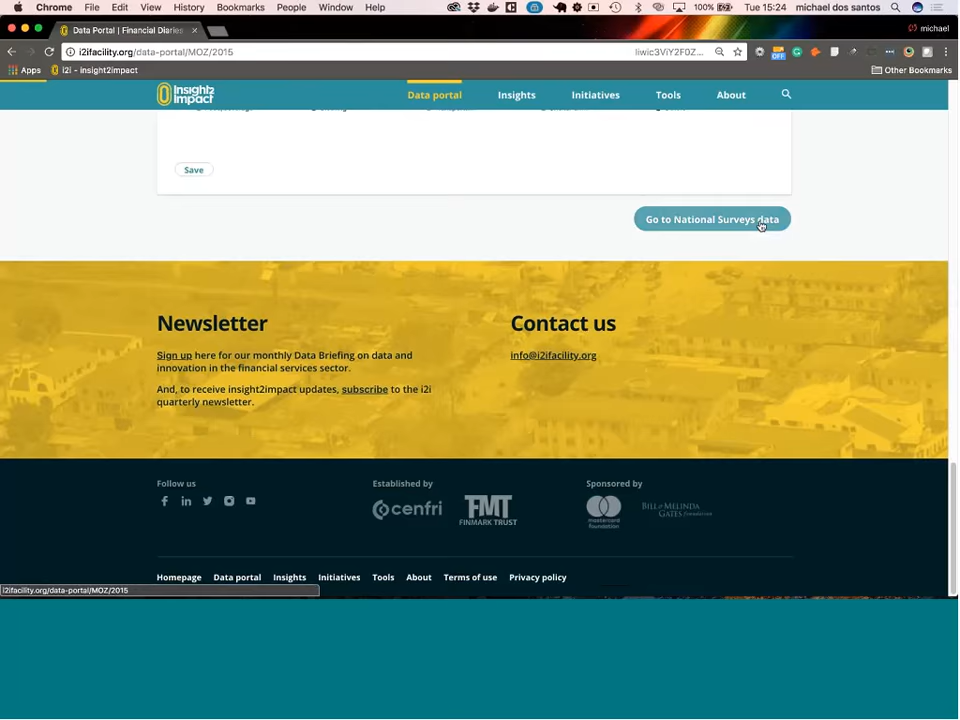 Chrome File Edit View History Bookmarks People Window Help 100% Tue 15:24 michael dos santos
Data Portal | Financial Diaries michael
i2ifacility.org/data-portal/MOZ/2015
Apps i2i - insight2impact Other Bookmarks
Insight2
Impact
Data portal Insights Initiatives Tools About
Save
Go to National Surveys data
Newsletter
Contact us
Sign up here for our monthly Data Briefing on data and
innovation in the financial services sector.
info@i2ifacility.org
And, to receive insight2impact updates, subscribe to the i2i
quarterly newsletter.
Follow us
Established by
Sponsored by
cenfri
FMT
FINMARK TRUST
mastercard
foundation
BILL & MELINDA
GATES foundation
Homepage Data portal Insights Initiatives Tools About Terms of use Privacy policy
i2ifacility.org/data-portal/MOZ/2015